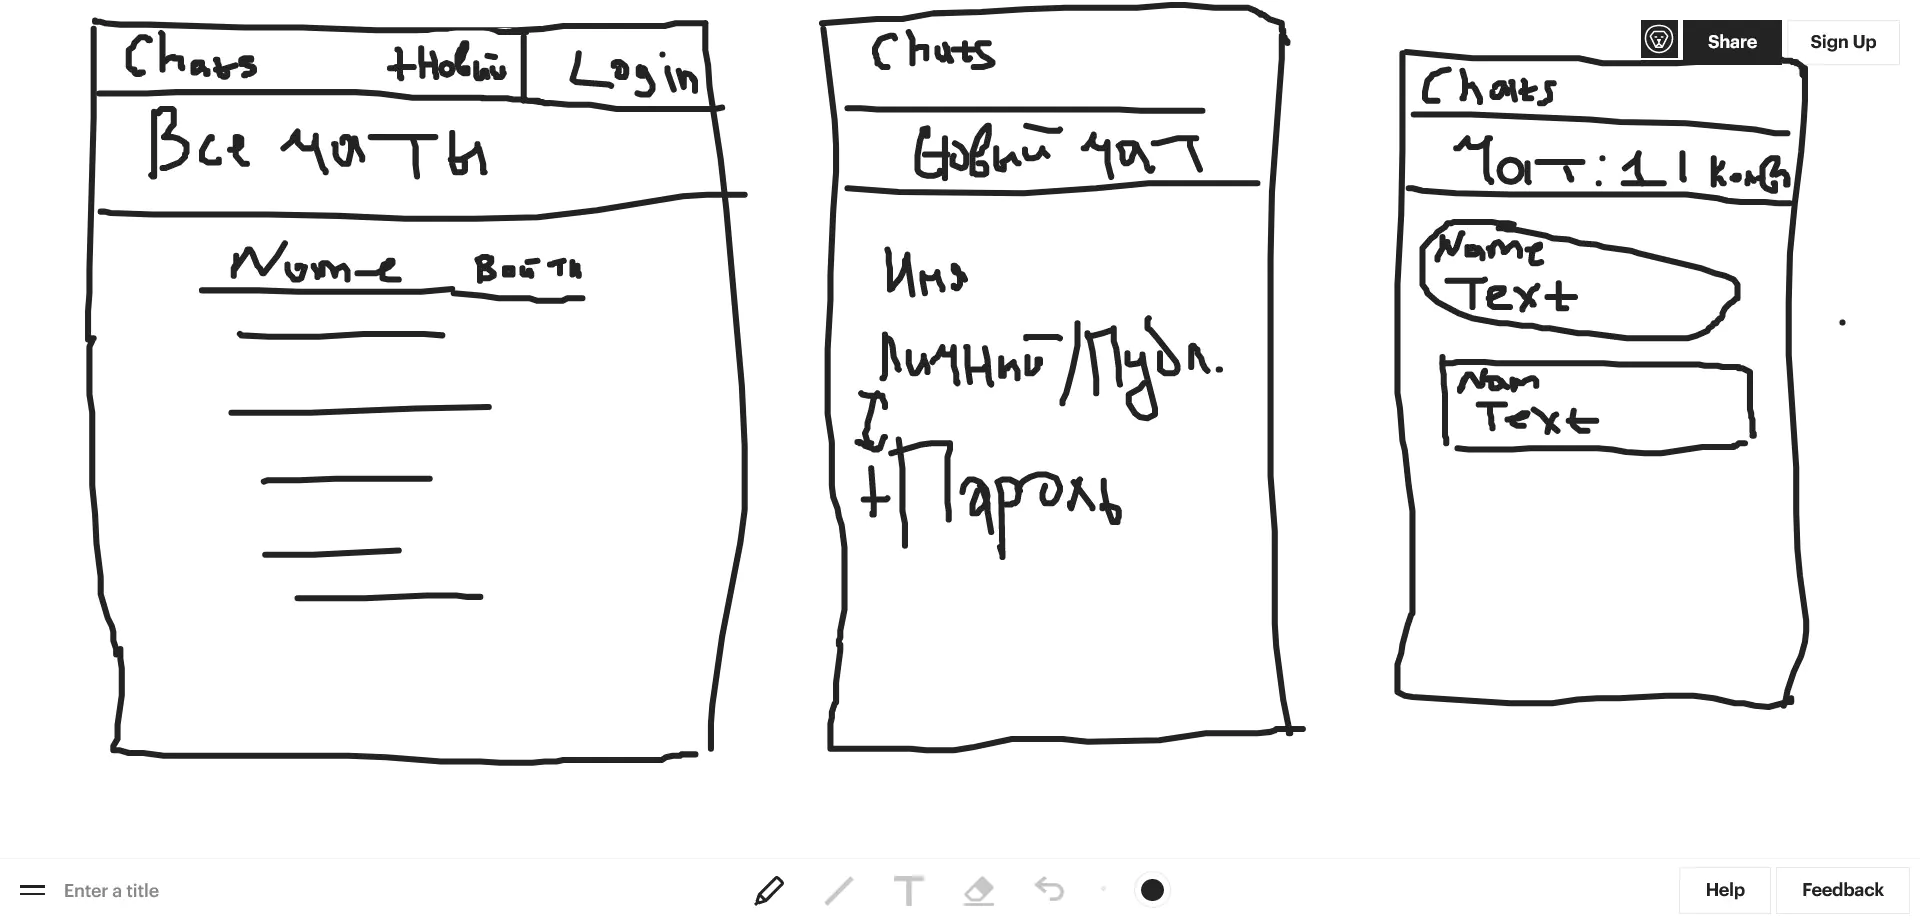 Chats +Новый Login
Все чаты
Name Войти
Chats
Новый чат
Имя
Личный/Публ.
+Пароль
Share Sign Up
Chats
Чат: 1 |
Name
Text
Nam
Text
Enter a title
Help Feedback